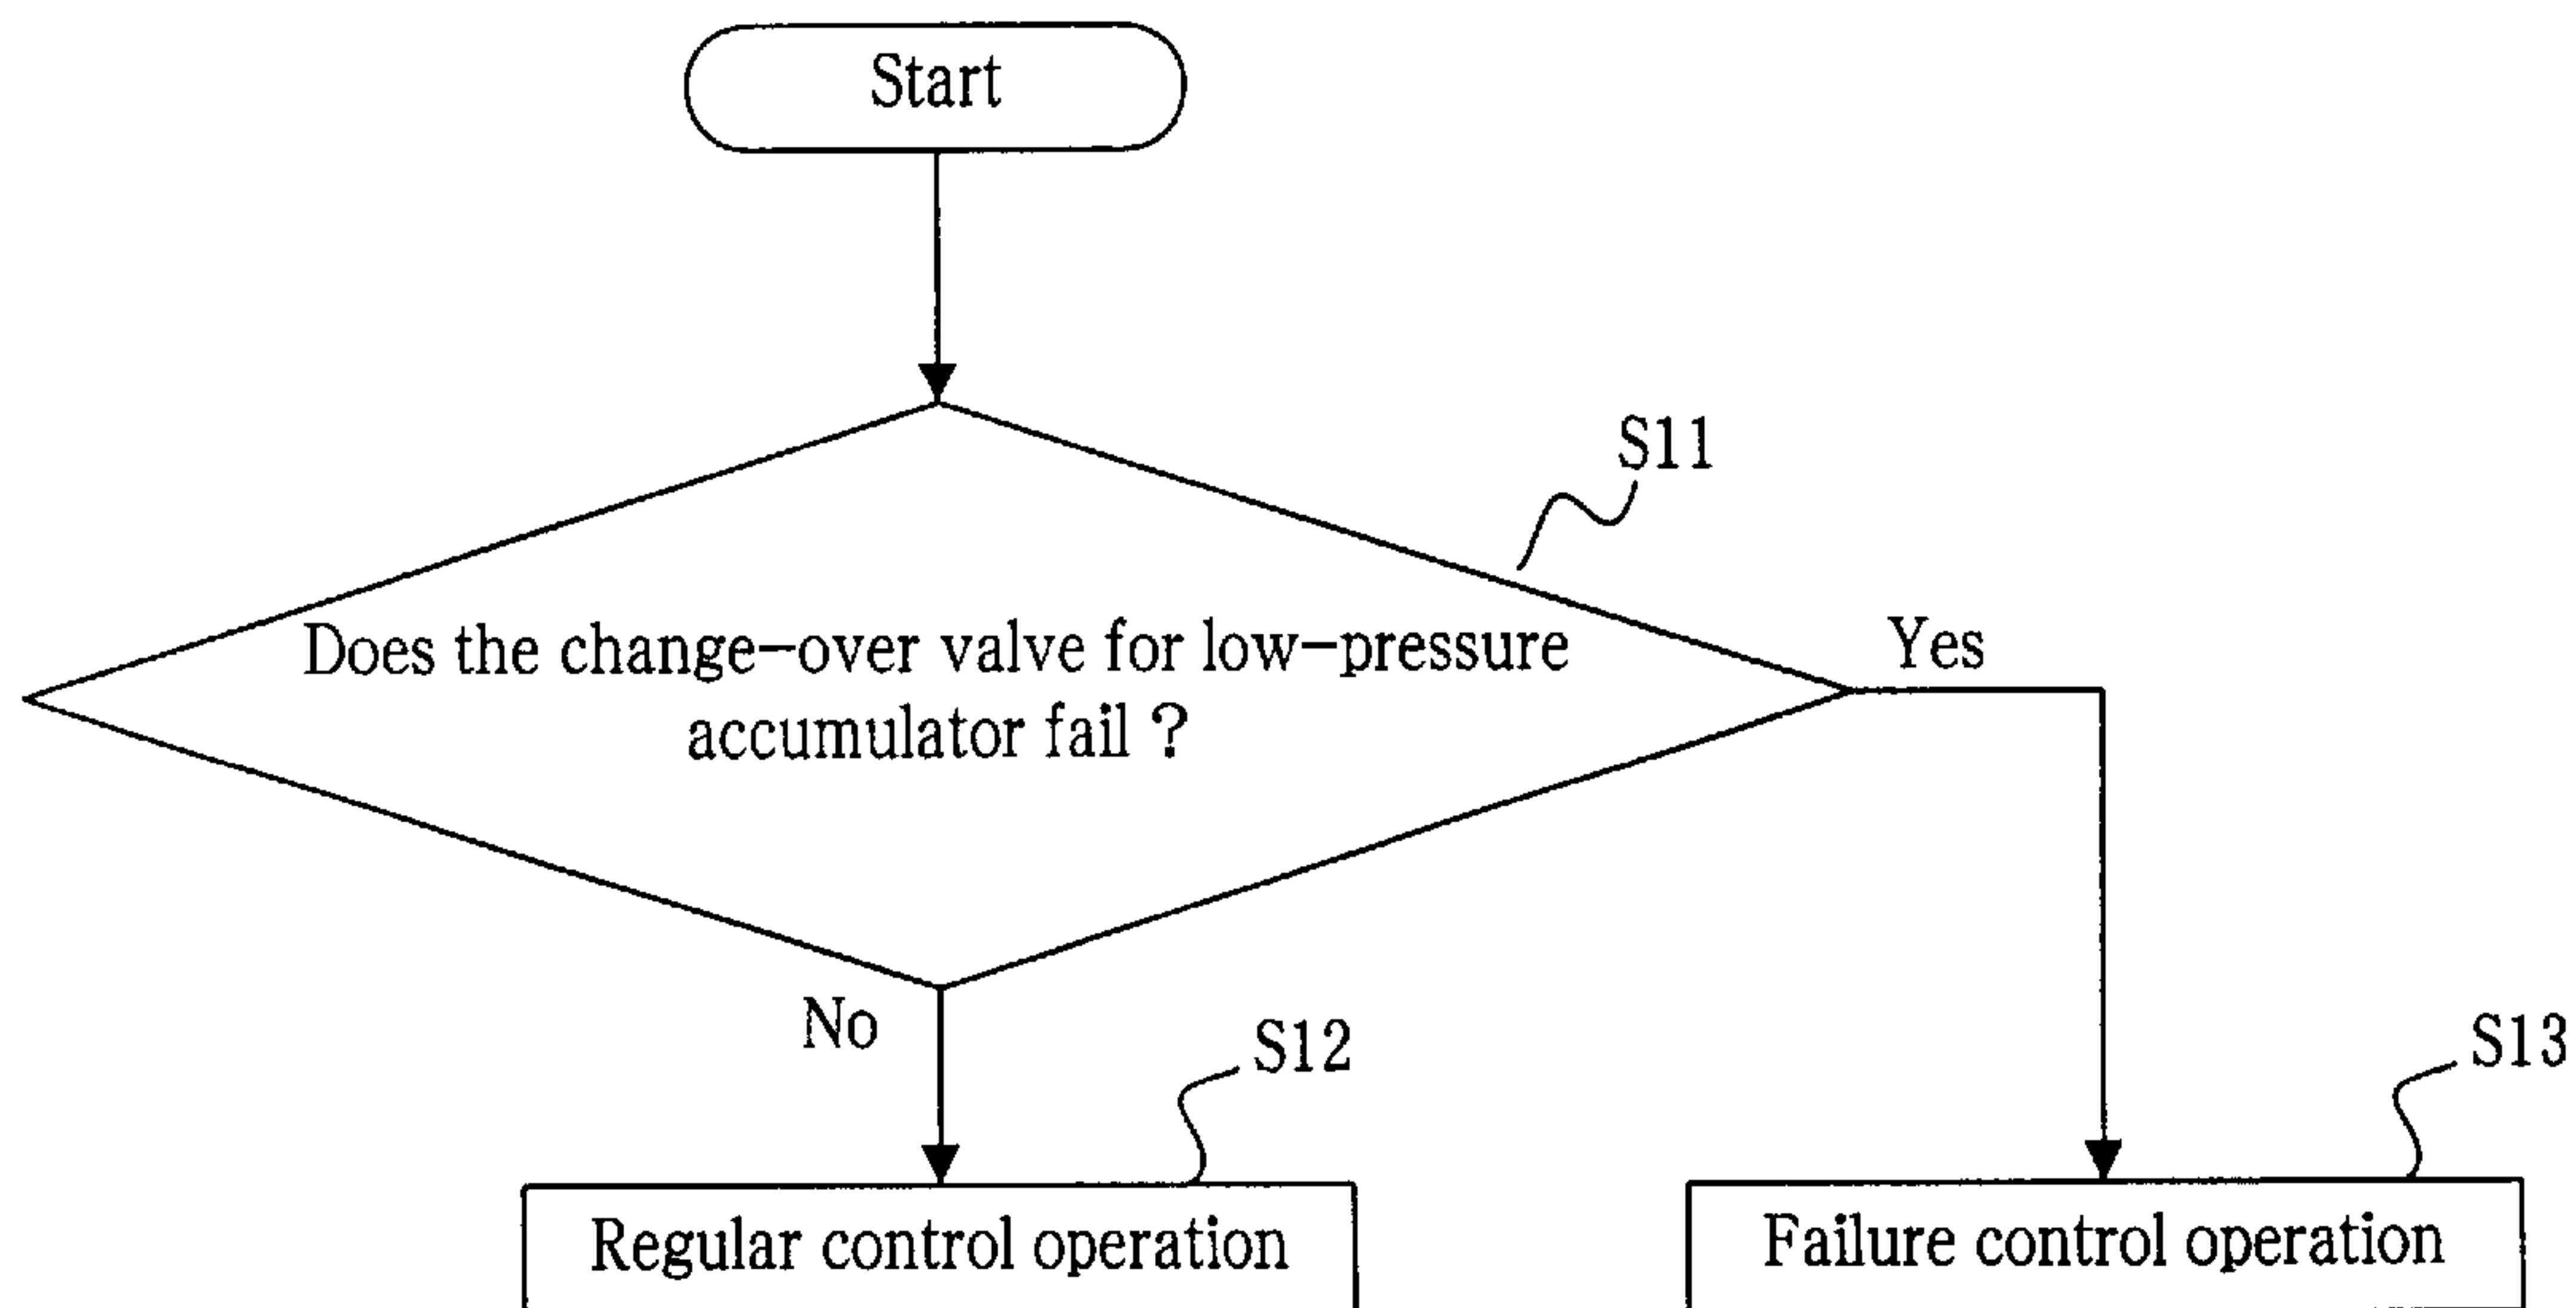 Start
S11
Does the change-over valve for low-pressure
accumulator fail ?
Yes
No
S12
S13
Regular control operation
Failure control operation